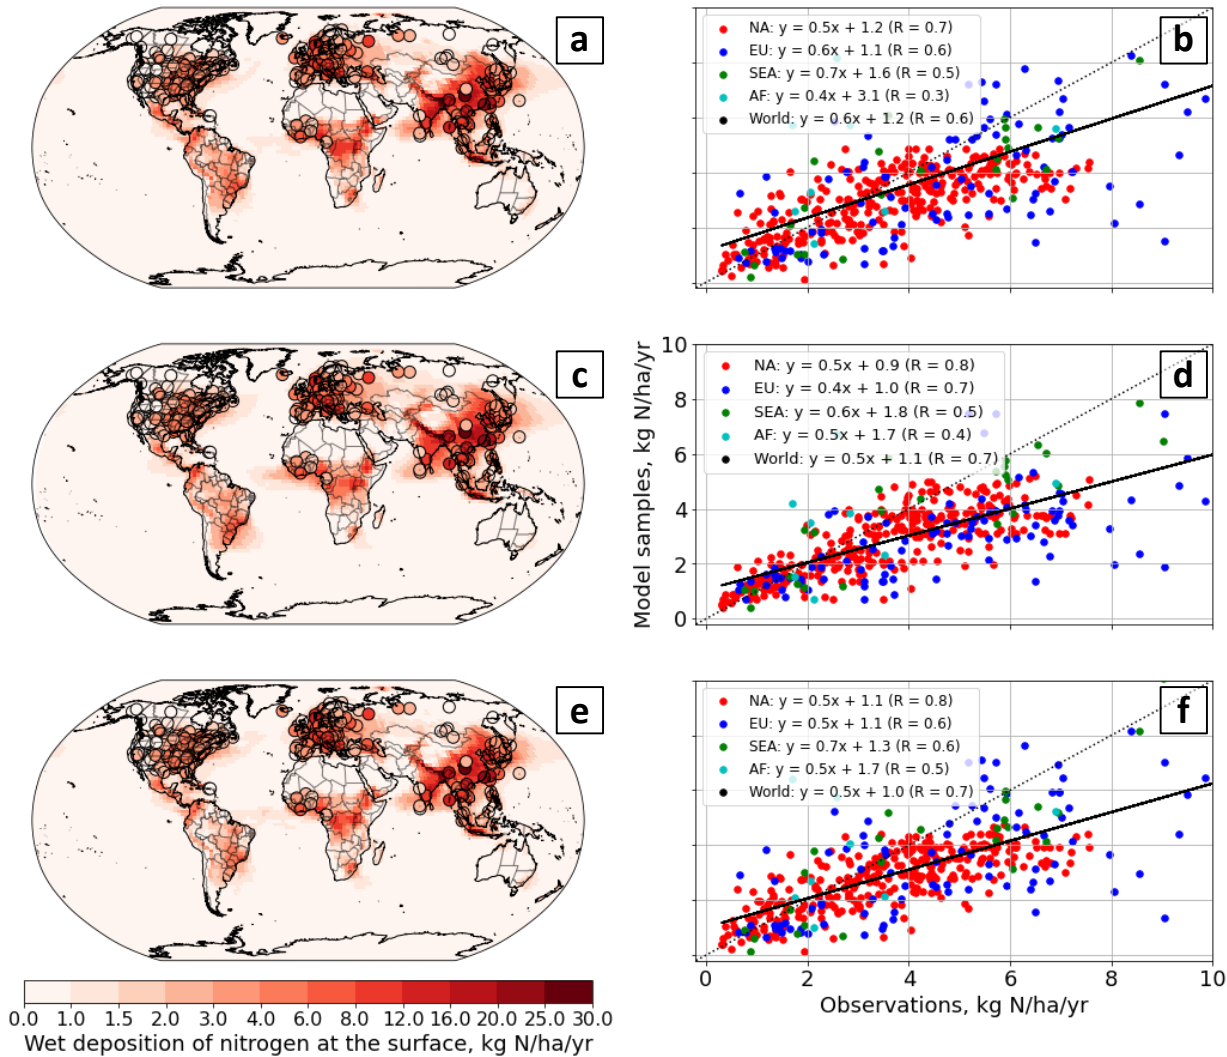 a
b
NA: y = 0.5x + 1.2 (R = 0.7)
EU: y = 0.6x + 1.1 (R = 0.6)
SEA: y = 0.7x + 1.6 (R = 0.5)
AF: y = 0.4x + 3.1 (R = 0.3)
World: y = 0.6x + 1.2 (R = 0.6)
c
d
NA: y = 0.5x + 0.9 (R = 0.8)
EU: y = 0.4x + 1.0 (R = 0.7)
SEA: y = 0.6x + 1.8 (R = 0.5)
AF: y = 0.5x + 1.7 (R = 0.4)
World: y = 0.5x + 1.1 (R = 0.7)
10
8
6
4
2
0
Model samples, kg N/ha/yr
e
f
NA: y = 0.5x + 1.1 (R = 0.8)
EU: y = 0.5x + 1.1 (R = 0.6)
SEA: y = 0.7x + 1.3 (R = 0.6)
AF: y = 0.5x + 1.7 (R = 0.5)
World: y = 0.5x + 1.0 (R = 0.7)
0 2 4 6 8 10
Observations, kg N/ha/yr
0.0 1.0 1.5 2.0 3.0 4.0 6.0 8.0 12.0 16.0 20.0 25.0 30.0
Wet deposition of nitrogen at the surface, kg N/ha/yr